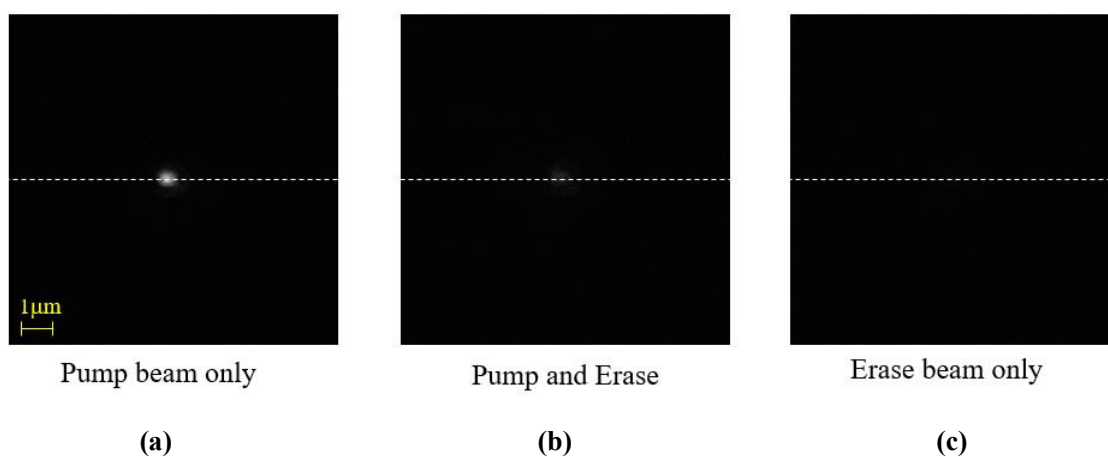 1μm
Pump beam only
Pump and Erase
Erase beam only
(a)
(b)
(c)